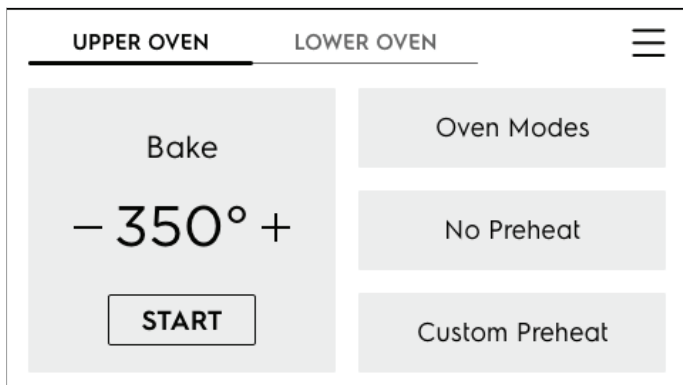 UPPER OVEN LOWER OVEN
Bake
− 350° +
START
Oven Modes
No Preheat
Custom Preheat